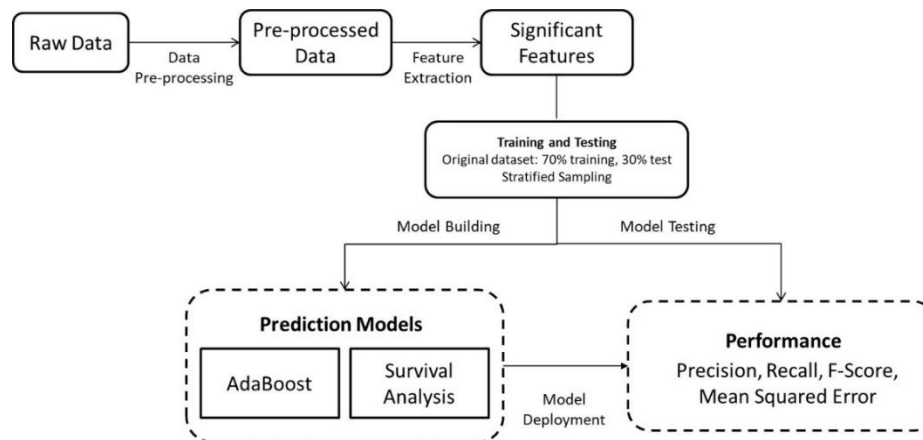 Raw Data
Data
Pre-processing
Pre-processed
Data
Feature
Extraction
Significant
Features
Training and Testing
Original dataset: 70% training, 30% test
Stratified Sampling
Model Building
Model Testing
Prediction Models
AdaBoost
Survival
Analysis
Model
Deployment
Performance
Precision, Recall, F-Score,
Mean Squared Error